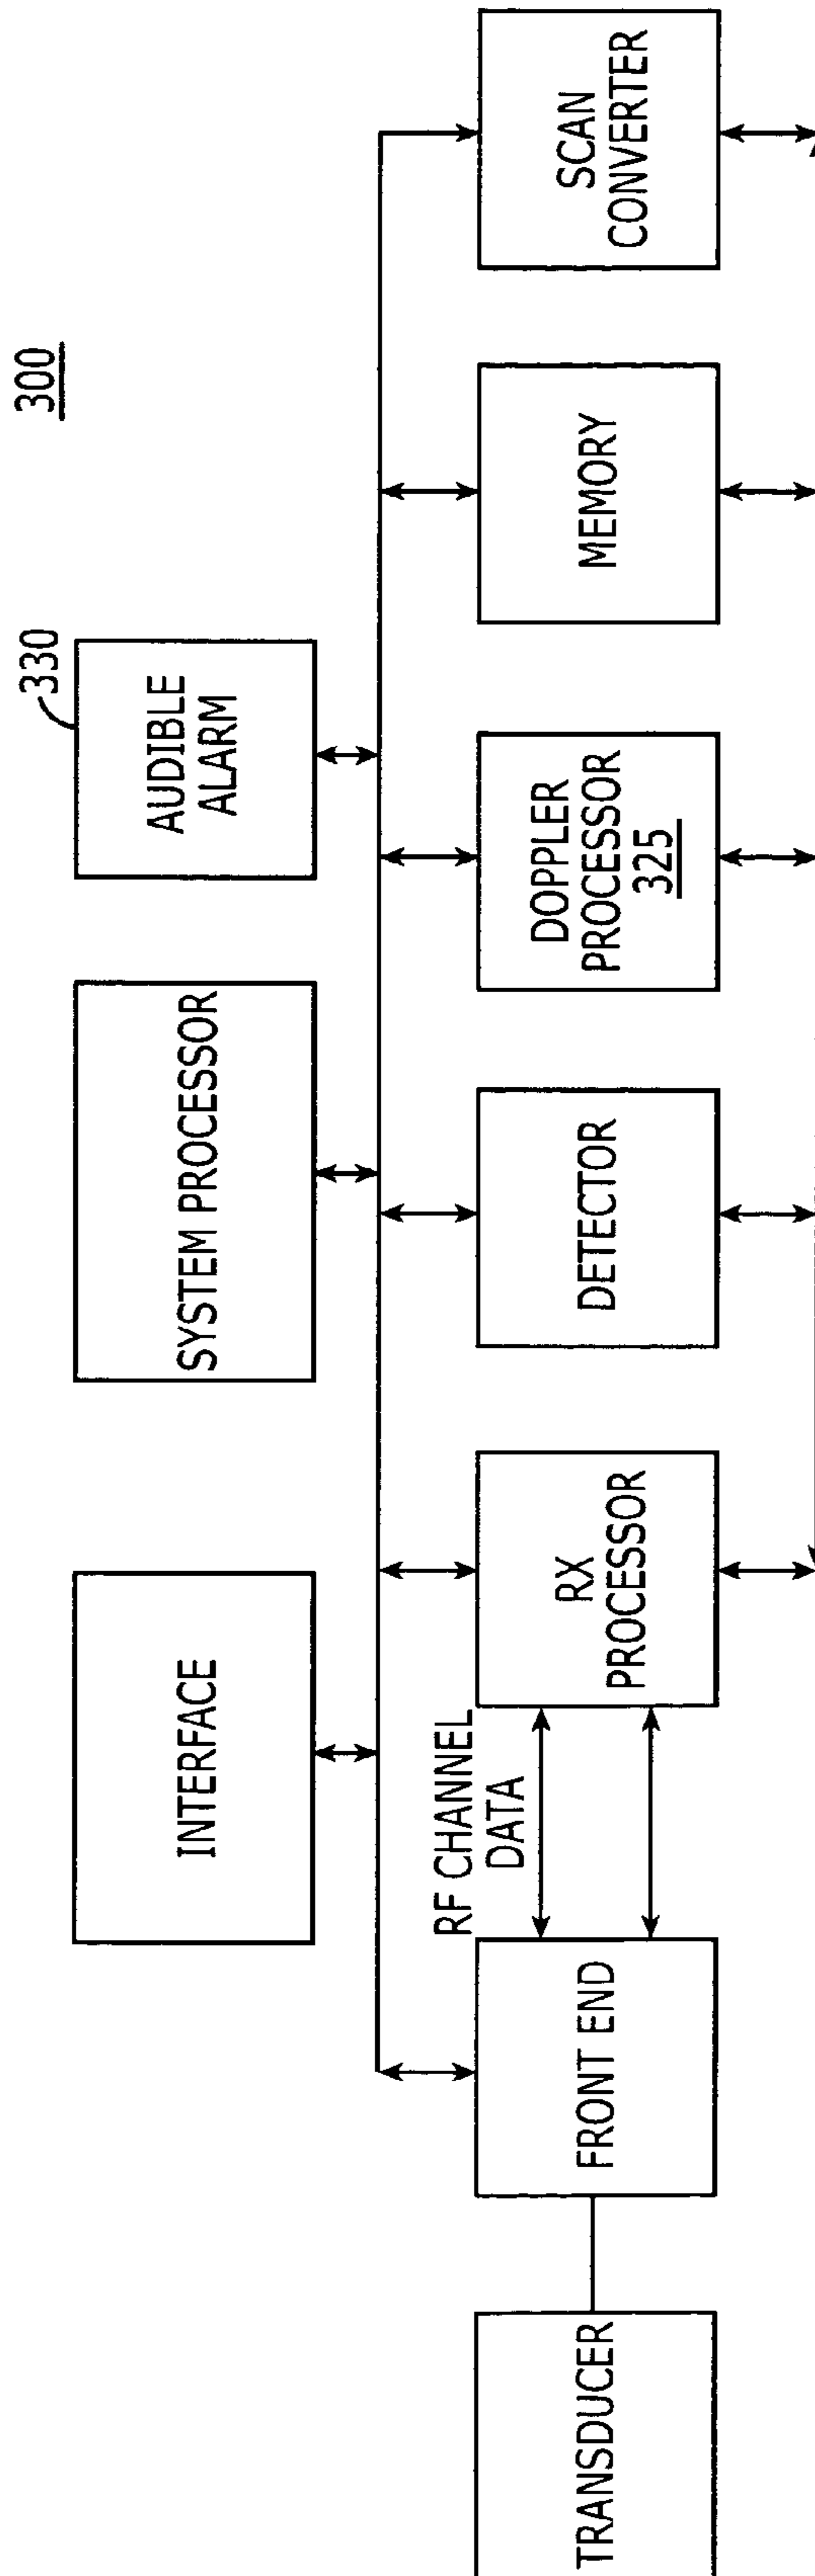 300
INTERFACE
SYSTEM PROCESSOR
AUDIBLE
ALARM
330
RF CHANNEL
DATA
TRANSDUCER
FRONT END
RX
PROCESSOR
DETECTOR
DOPPLER
PROCESSOR
325
MEMORY
SCAN
CONVERTER